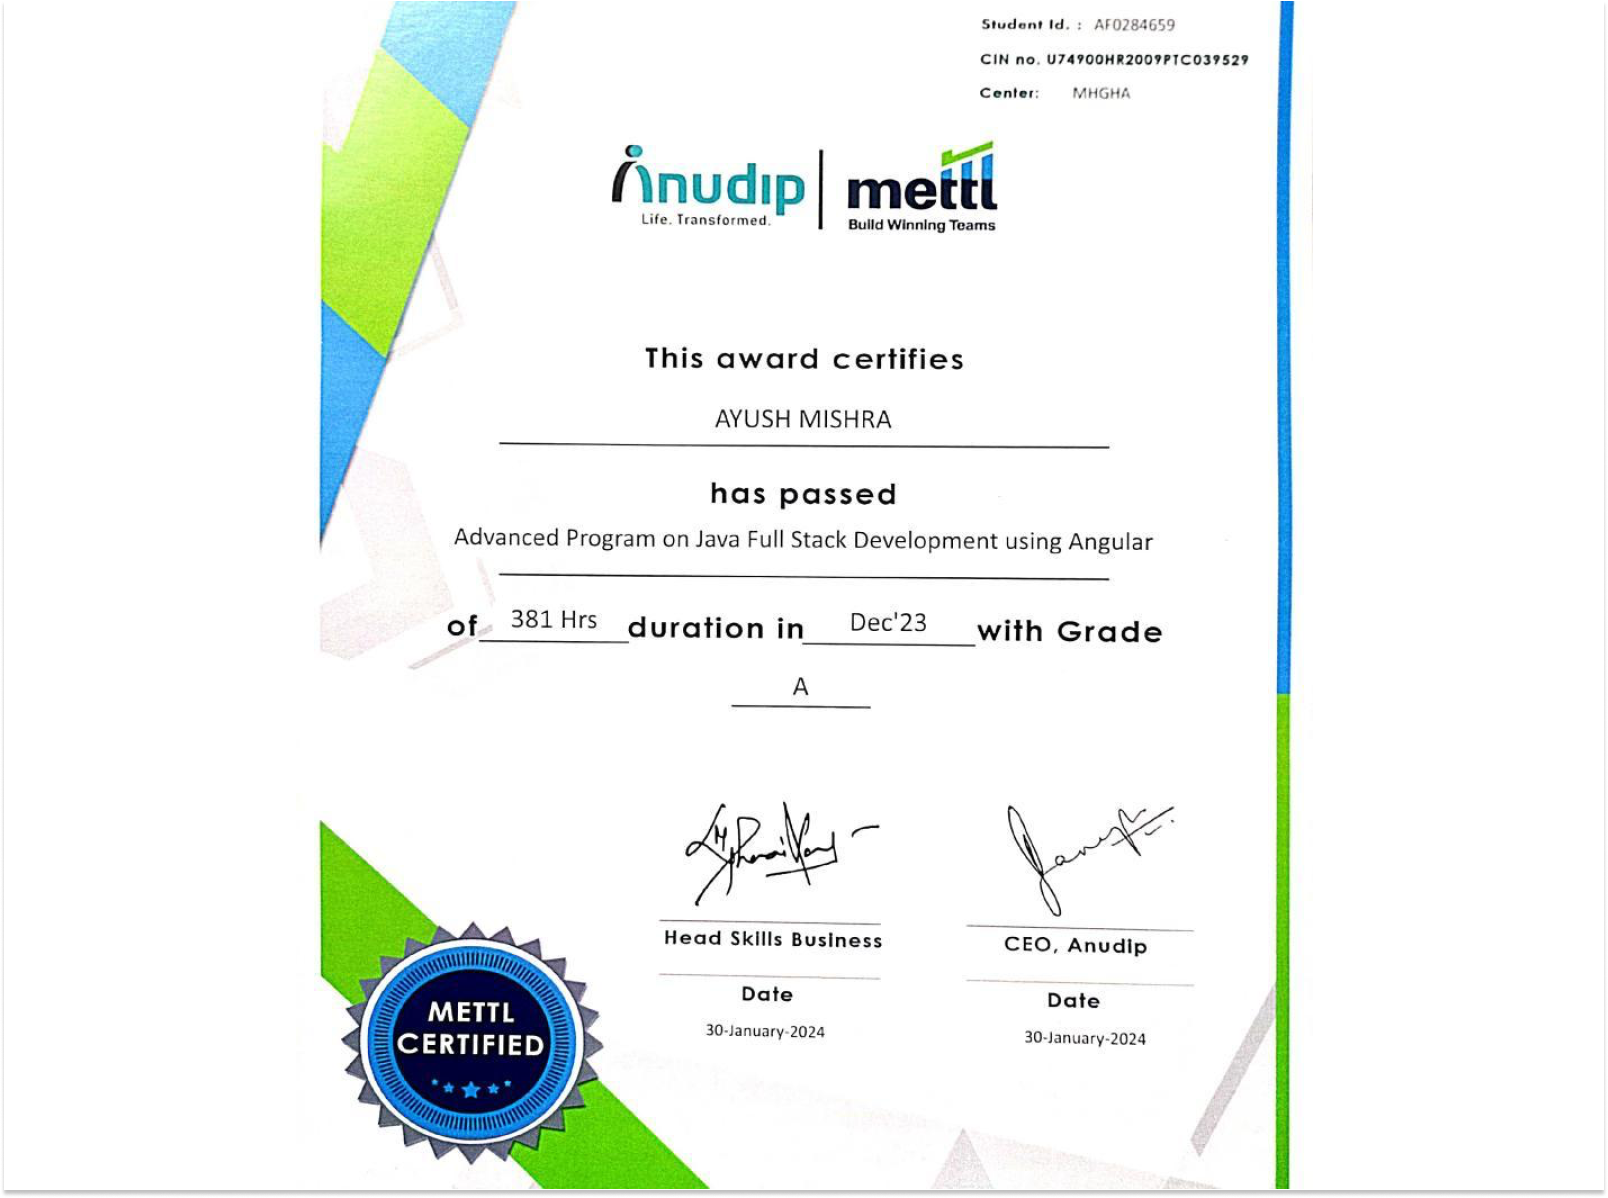 Student Id. : AF0284659
CIN no. U74900HR2009PTC039529
Center: MHGHA
Anudip
Life. Transformed.
mettl
Build Winning Teams
This award certifies
AYUSH MISHRA
has passed
Advanced Program on Java Full Stack Development using Angular
of 381 Hrs duration in Dec'23 with Grade
A
Head Skills Business
CEO, Anudip
Date
Date
30-January-2024
30-January-2024
METTL
CERTIFIED